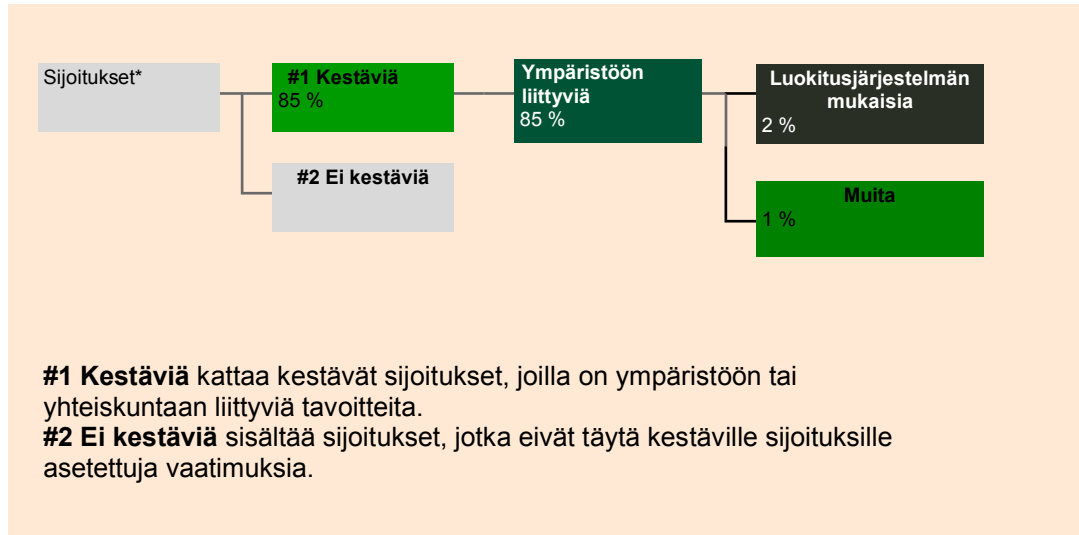 Sijoitukset*
#1 Kestäviä
85 %
#2 Ei kestäviä
Ympäristöön
liittyviä
85 %
Luokitusjärjestelmän
mukaisia
2 %
Muita
1 %
#1 Kestäviä kattaa kestävät sijoitukset, joilla on ympäristöön tai
yhteiskuntaan liittyviä tavoitteita.
#2 Ei kestäviä sisältää sijoitukset, jotka eivät täytä kestäville sijoituksille
asetettuja vaatimuksia.